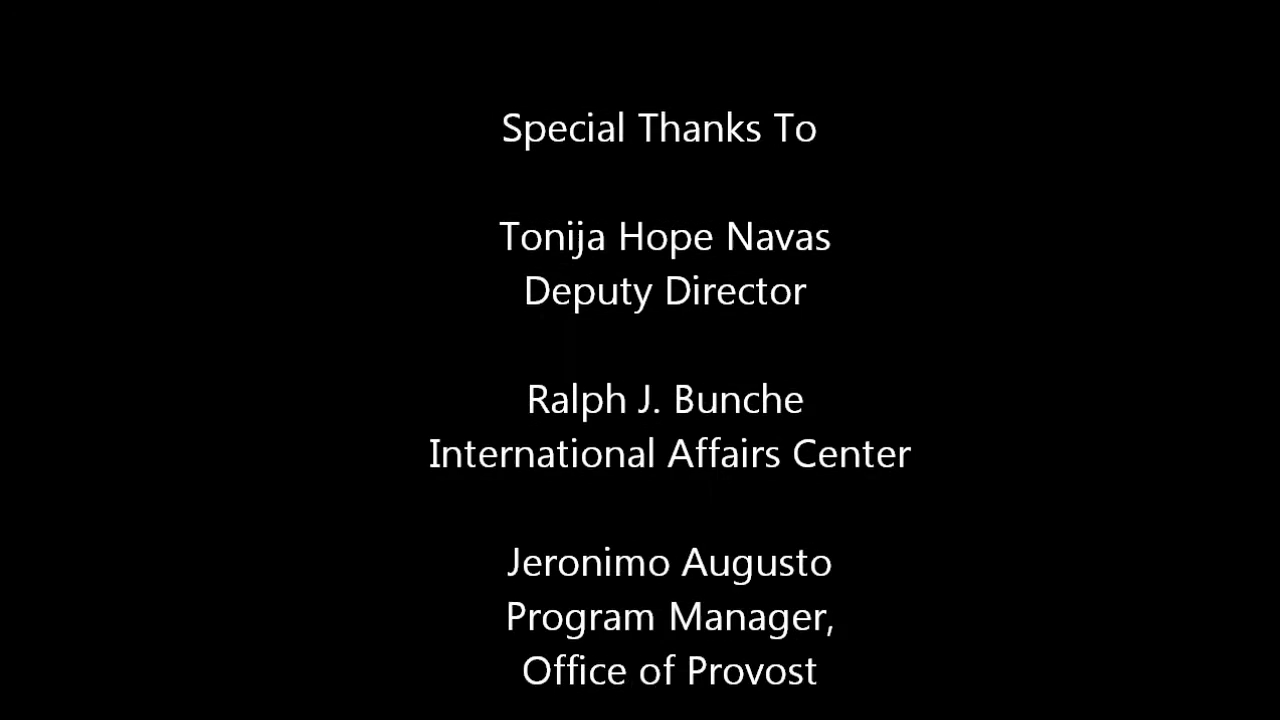 Special Thanks To
Tonija Hope Navas
Deputy Director
Ralph J. Bunche
International Affairs Center
Jeronimo Augusto
Program Manager,
Office of Provost